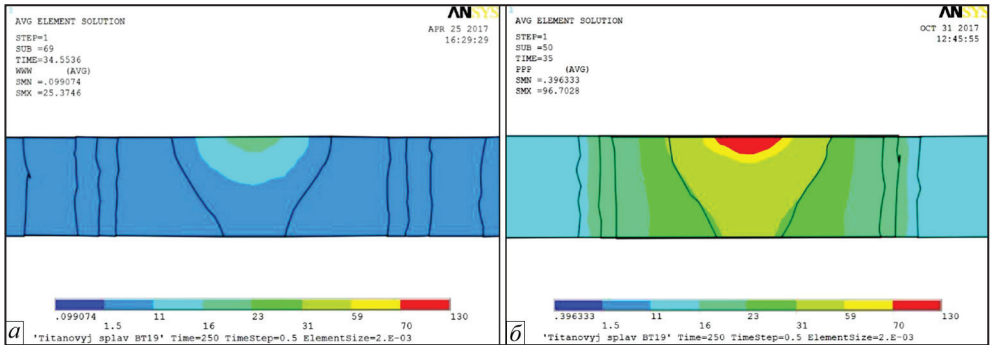 1
ANSYS
AVG ELEMENT SOLUTION
APR 25 2017
16:29:29
STEP=1
SUB =69
TIME=34.5536
WWW (AVG)
SMN =.099074
SMX =25.3746
.099074 11 23 59 130
1.5 16 31 70
а
'Titanovyj splav BT19' Time=250 TimeStep=0.5 ElementSize=2.E-03
1
ANSYS
AVG ELEMENT SOLUTION
OCT 31 2017
12:45:55
STEP=1
SUB =50
TIME=35
PPP (AVG)
SMN =.396333
SMX =96.7028
.396333 11 23 59 130
1.5 16 31 70
б
'Titanovyj splav BT19' Time=250 TimeStep=0.5 ElementSize=2.E-03